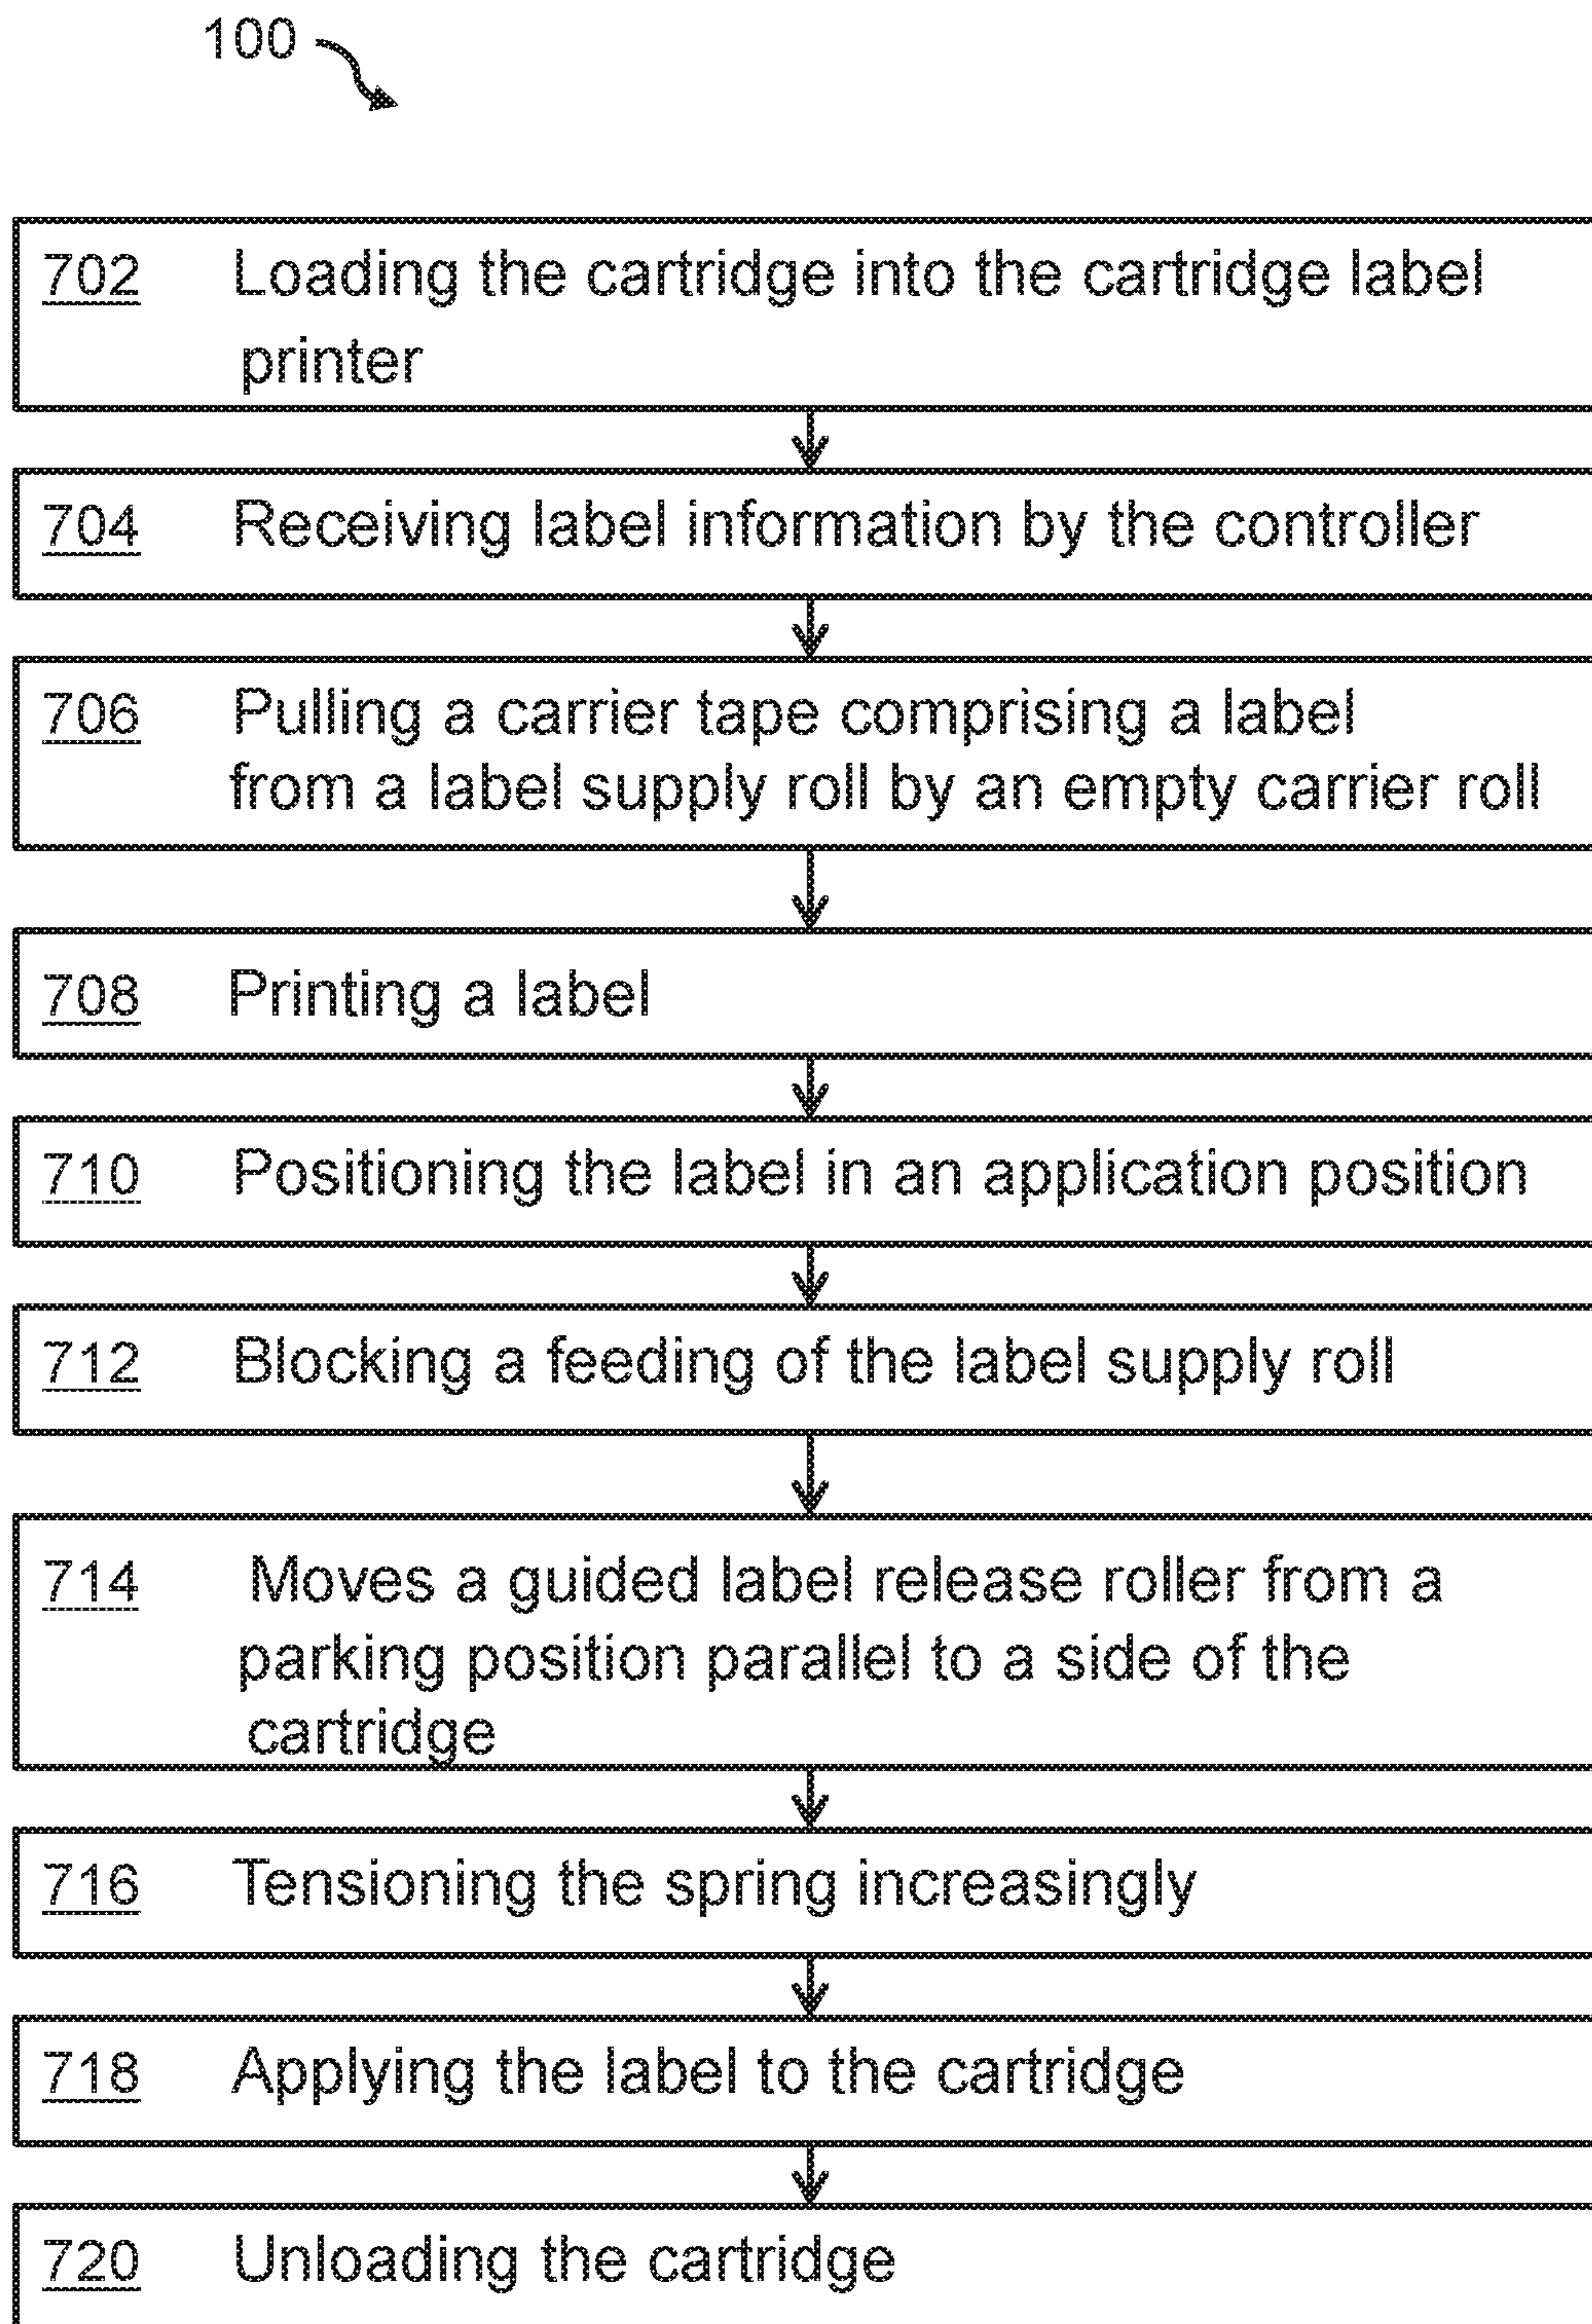 100
702 Loading the cartridge into the cartridge label
printer
704 Receiving label information by the controller
706 Pulling a carrier tape comprising a label
from a label supply roll by an empty carrier roll
708 Printing a label
710 Positioning the label in an application position
712 Blocking a feeding of the label supply roll
714 Moves a guided label release roller from a
parking position parallel to a side of the
cartridge
716 Tensioning the spring increasingly
718 Applying the label to the cartridge
720 Unloading the cartridge